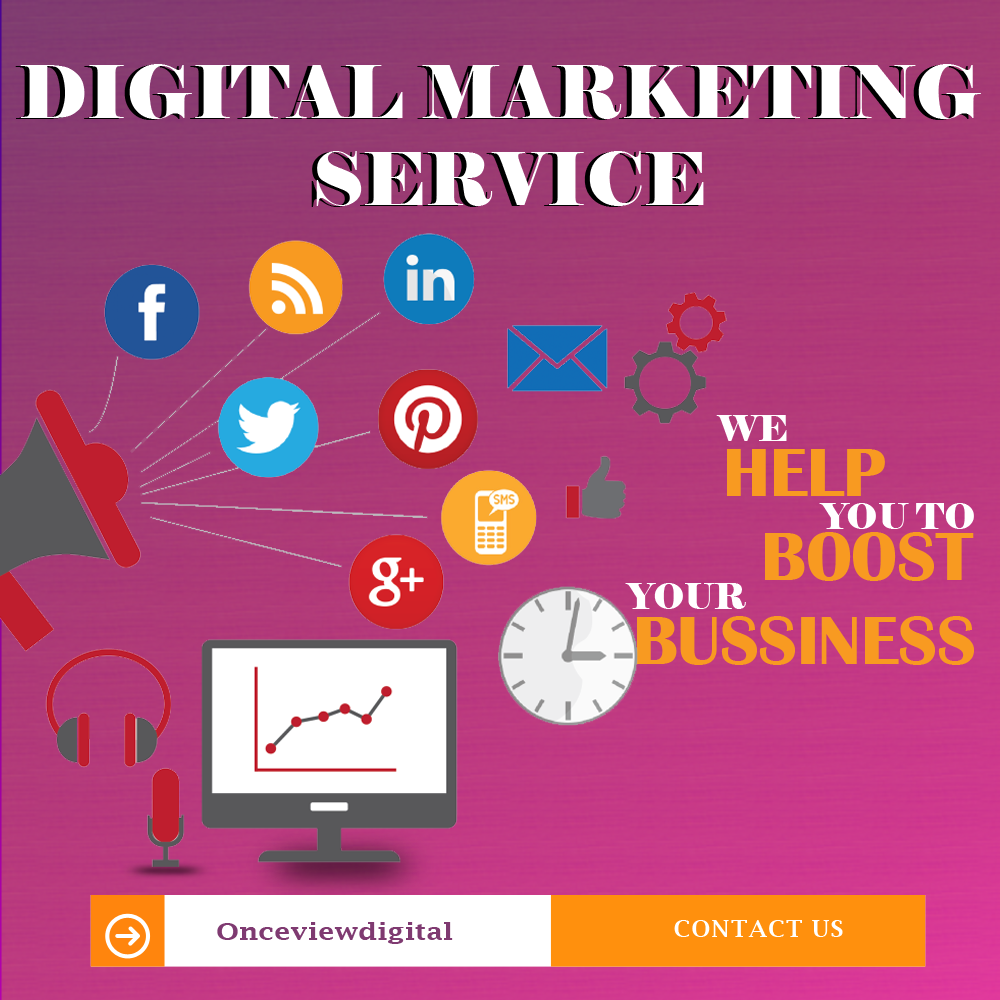 DIGITAL MARKETING
SERVICE
f
in
SMS
g+
WE
HELP
YOU TO
BOOST
YOUR
BUSSINESS
Onceviewdigital
CONTACT US